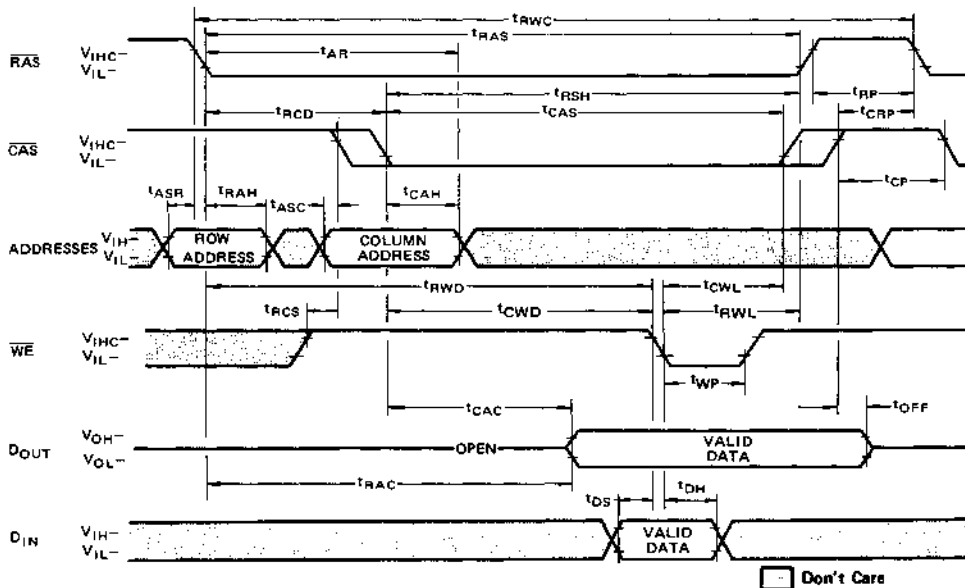 tRWC
tRAS
tAR
RAS VIHC–
VIL–
tRSH tRP
tRCD tCAS tCRP
CAS VIHC–
VIL–
tCP
tASR tRAH tASC tCAH
ADDRESSES VIH–
VIL–
ROW ADDRESS
COLUMN ADDRESS
tRWD tCWL
tRCS tCWD tRWL
WE VIHC–
VIL–
tWP
tCAC tOFF
DOUT VOH–
VOL–
OPEN
VALID DATA
tRAC tDS tDH
DIN VIH–
VIL–
VALID DATA
Don't Care